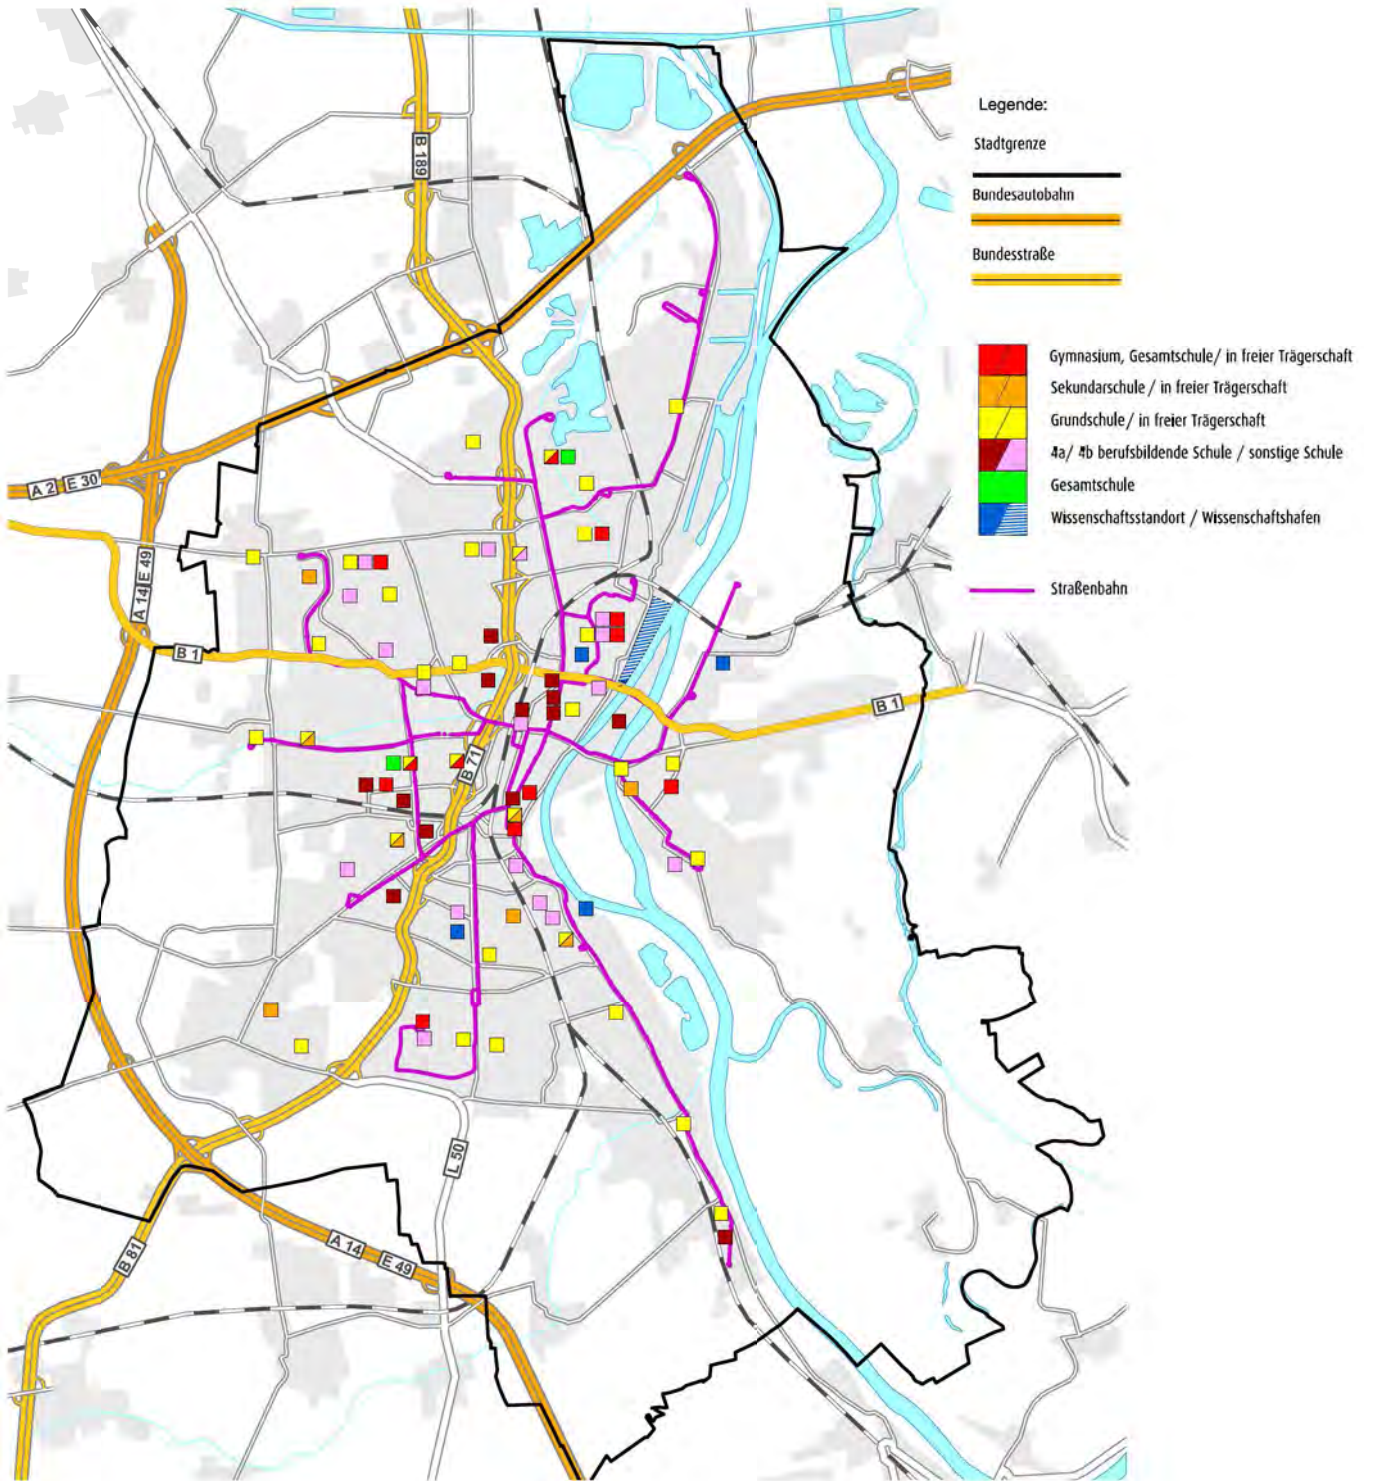 Legende:
Stadtgrenze
Bundesautobahn
Bundesstraße
Gymnasium, Gesamtschule/ in freier Trägerschaft
Sekundarschule / in freier Trägerschaft
Grundschule/ in freier Trägerschaft
4a/ 4b berufsbildende Schule / sonstige Schule
Gesamtschule
Wissenschaftsstandort / Wissenschaftshafen
Straßenbahn
B 189
A 2 E 30
A 14 E 49
B 1
B 1
B 71
L 50
B 81
A 14
E 49